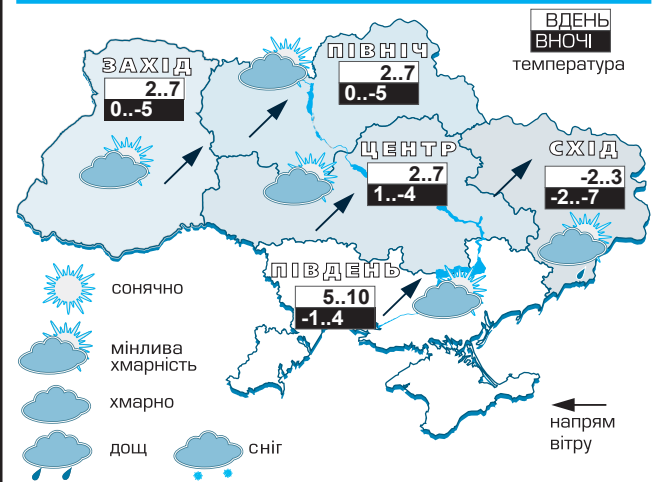 ВДЕНЬ
ВНОЧІ
температура
ЗАХІД
2..7
0..-5
ПІВНІЧ
2..7
0..-5
ЦЕНТР
2..7
1..-4
СХІД
-2..3
-2..-7
ПІВДЕНЬ
5..10
-1..4
сонячно
мінлива
хмарність
хмарно
дощ
сніг
напрям
вітру